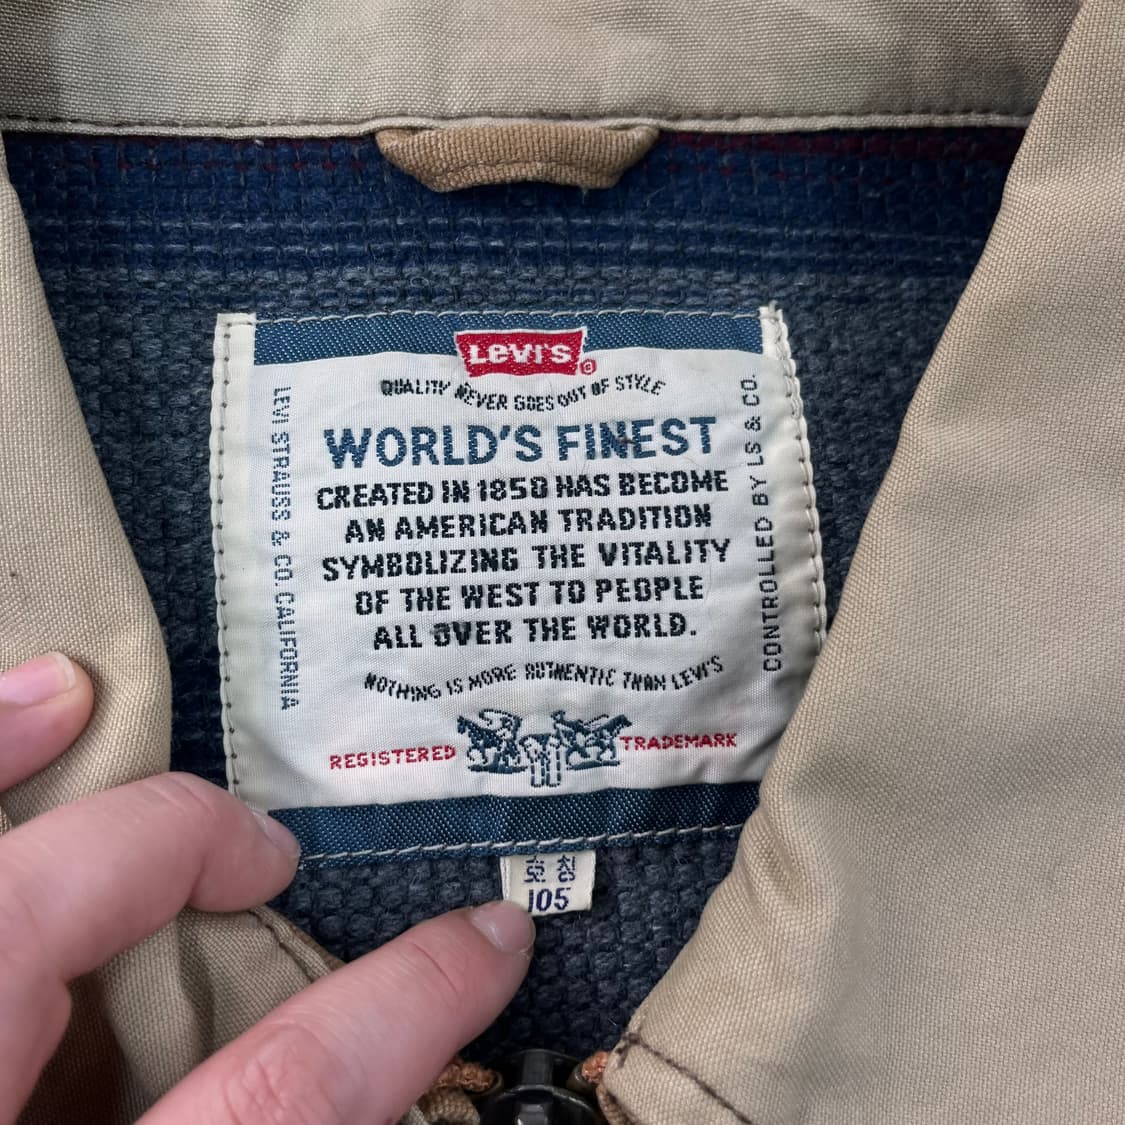 LEVI'S
QUALITY NEVER GOES OUT OF STYLE
WORLD'S FINEST
CREATED IN 1850 HAS BECOME
AN AMERICAN TRADITION
SYMBOLIZING THE VITALITY
OF THE WEST TO PEOPLE
ALL OVER THE WORLD.
NOTHING IS MORE AUTHENTIC THAN LEVI'S
REGISTERED TRADEMARK
LEVI STRAUSS & CO. CALIFORNIA
CONTROLLED BY LS & CO.
호칭
105